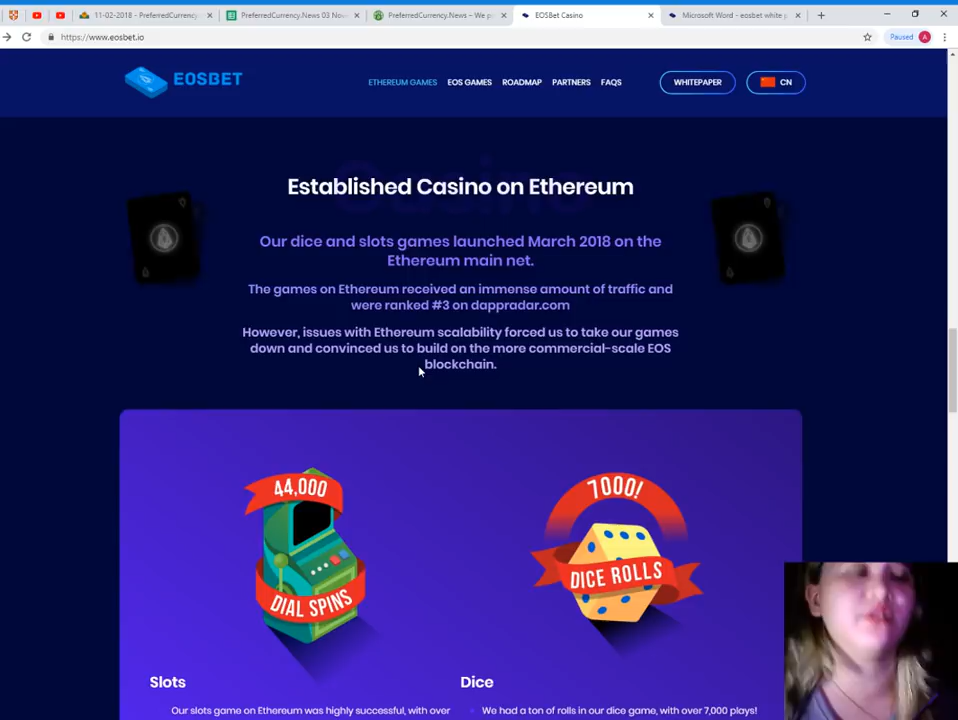 11-02-2018 - PreferredCurrency
PreferredCurrency.News 03 Nov
PreferredCurrency.News – We p
EOSBet Casino
Microsoft Word - eosbet white p
https://www.eosbet.io
Paused
A
EOSBET
ETHEREUM GAMES
EOS GAMES
ROADMAP
PARTNERS
FAQS
WHITEPAPER
CN
Established Casino on Ethereum
Our dice and slots games launched March 2018 on the
Ethereum main net.
The games on Ethereum received an immense amount of traffic and
were ranked #3 on dappradar.com
However, issues with Ethereum scalability forced us to take our games
down and convinced us to build on the more commercial-scale EOS
blockchain.
44,000
DIAL SPINS
7000!
DICE ROLLS
Slots
Dice
Our slots game on Ethereum was highly successful, with over
We had a ton of rolls in our dice game, with over 7,000 plays!